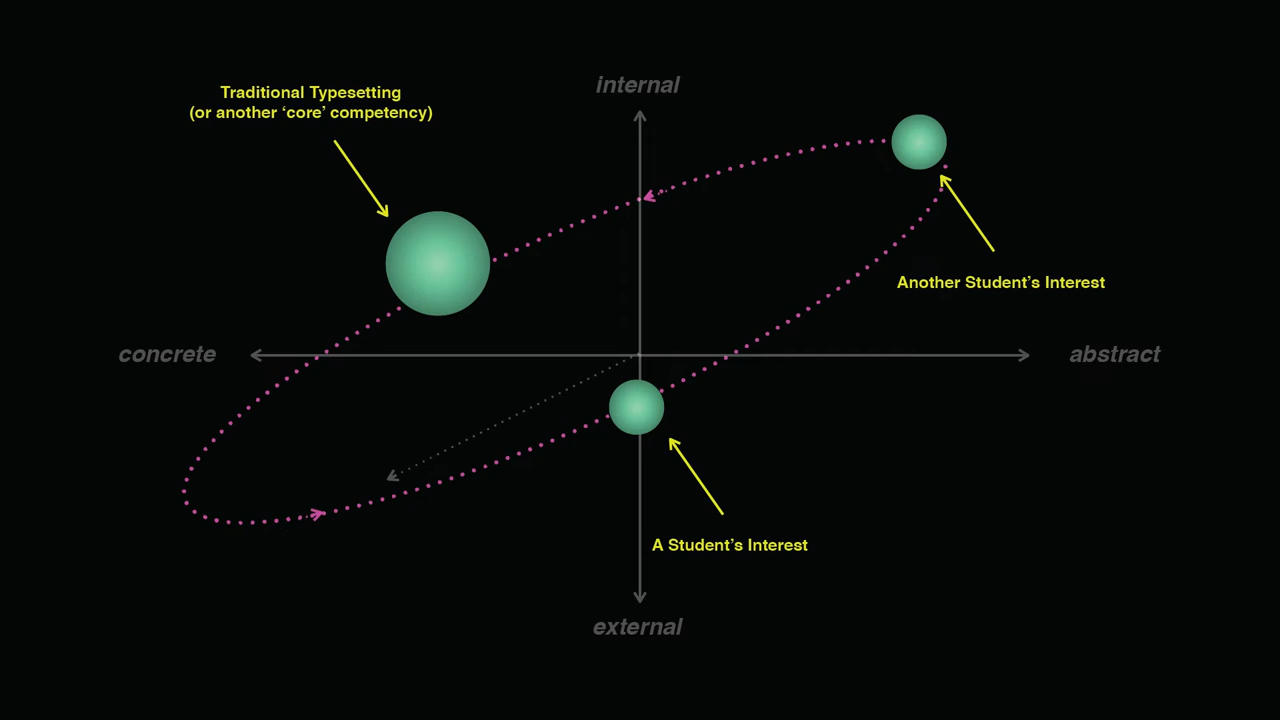 internal
Traditional Typesetting
(or another ‘core’ competency)
Another Student’s Interest
concrete
abstract
A Student’s Interest
external